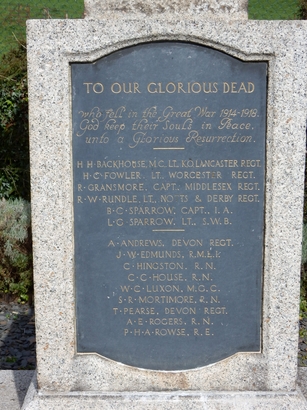 TO OUR GLORIOUS DEAD
who fell in the Great War 1914-1918.
God keep their Souls in Peace.
unto a Glorious Resurrection.
H·H·BACKHOUSE, M.C. LT. K.O.LANCASTER REGT.
H·C·FOWLER LT. WORCESTER REGT.
R·GRANSMORE, CAPT. MIDDLESEX REGT.
R·W·RUNDLE, LT. NOTTS & DERBY REGT.
B·C·SPARROW, CAPT., I.A.
L·G SPARROW, LT., S.W.B.
A·ANDREWS, DEVON REGT.
J·W·EDMUNDS, R.M.L.I.
C·HINGSTON, R.N.
C·C·HOUSE, R.N.
W·C·LUXON, M.G.C.
S·R·MORTIMORE, R.N.
T·PEARSE, DEVON REGT.
A·E·ROGERS, R.N.
F·H·A·ROWSE, R.E.